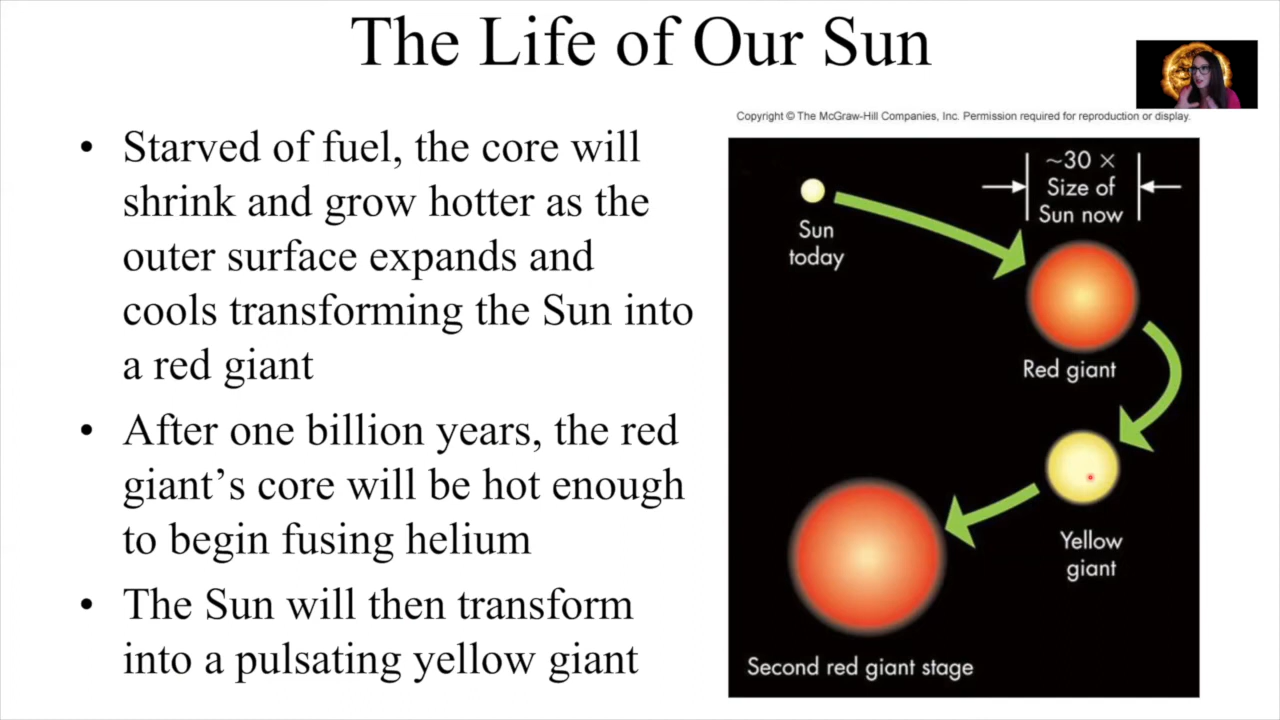 The Life of Our Sun
• Starved of fuel, the core will
shrink and grow hotter as the
outer surface expands and
cools transforming the Sun into
a red giant
• After one billion years, the red
giant’s core will be hot enough
to begin fusing helium
• The Sun will then transform
into a pulsating yellow giant
Copyright © The McGraw-Hill Companies, Inc. Permission required for reproduction or display.
~30 ×
Size of
Sun now
Sun
today
Red giant
Yellow
giant
Second red giant stage